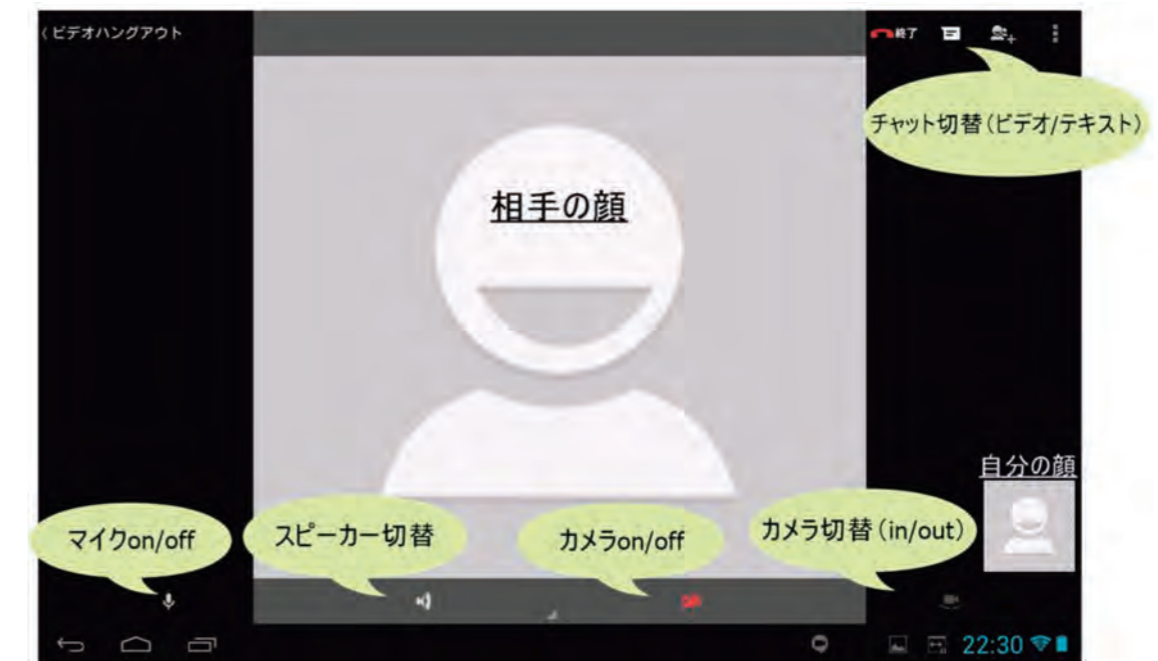 ビデオハングアウト
終了
チャット切替(ビデオ/テキスト)
相手の顔
自分の顔
マイクon/off
スピーカー切替
カメラon/off
カメラ切替(in/out)
22:30